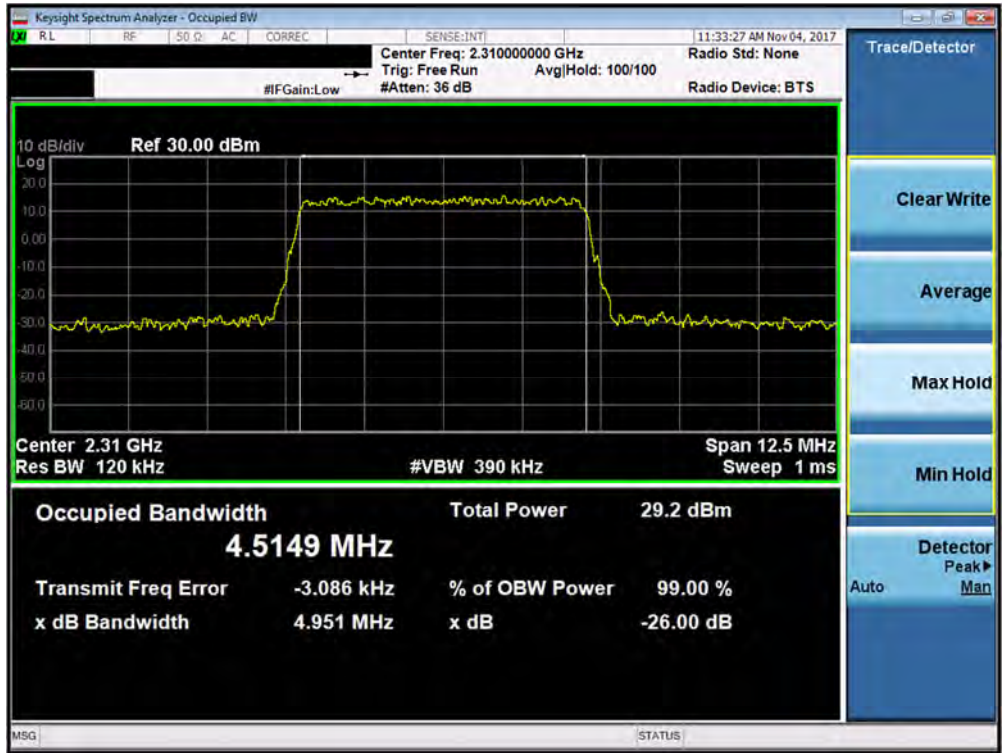 Keysight Spectrum Analyzer - Occupied BW
LXI RL RF 50 Ω AC CORREC SENSE:INT 11:33:27 AM Nov 04, 2017
Center Freq: 2.310000000 GHz Radio Std: None
Trig: Free Run Avg|Hold: 100/100
#IFGain:Low #Atten: 36 dB Radio Device: BTS
Trace/Detector
10 dB/div Ref 30.00 dBm
Log
20.0
10.0
0.00
-10.0
-20.0
-30.0
-40.0
-50.0
-60.0
Center 2.31 GHz Span 12.5 MHz
Res BW 120 kHz #VBW 390 kHz Sweep 1 ms
Occupied Bandwidth Total Power 29.2 dBm
4.5149 MHz
Transmit Freq Error -3.086 kHz % of OBW Power 99.00 %
x dB Bandwidth 4.951 MHz x dB -26.00 dB
Clear Write
Average
Max Hold
Min Hold
Detector
Peak▶
Auto Man
MSG STATUS